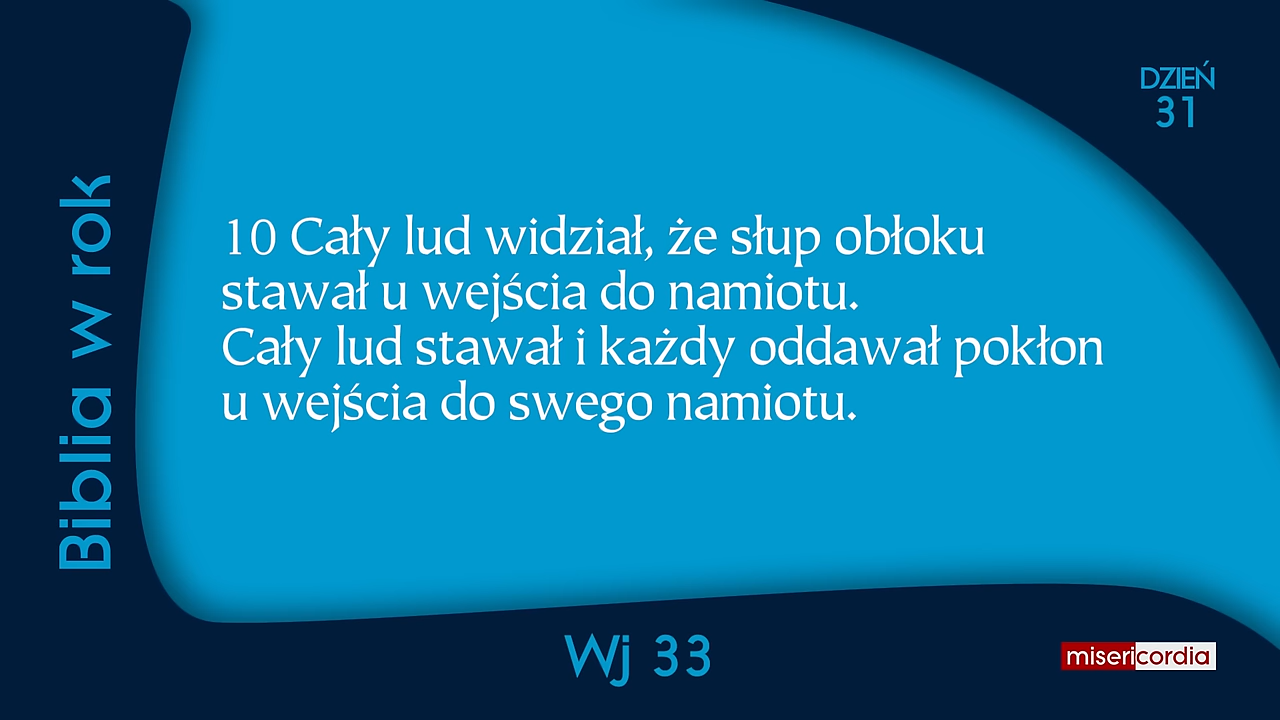 DZIEŃ
31
Biblia w rok
10 Cały lud widział, że słup obłoku
stawał u wejścia do namiotu.
Cały lud stawał i każdy oddawał pokłon
u wejścia do swego namiotu.
Wj 33
misericordia